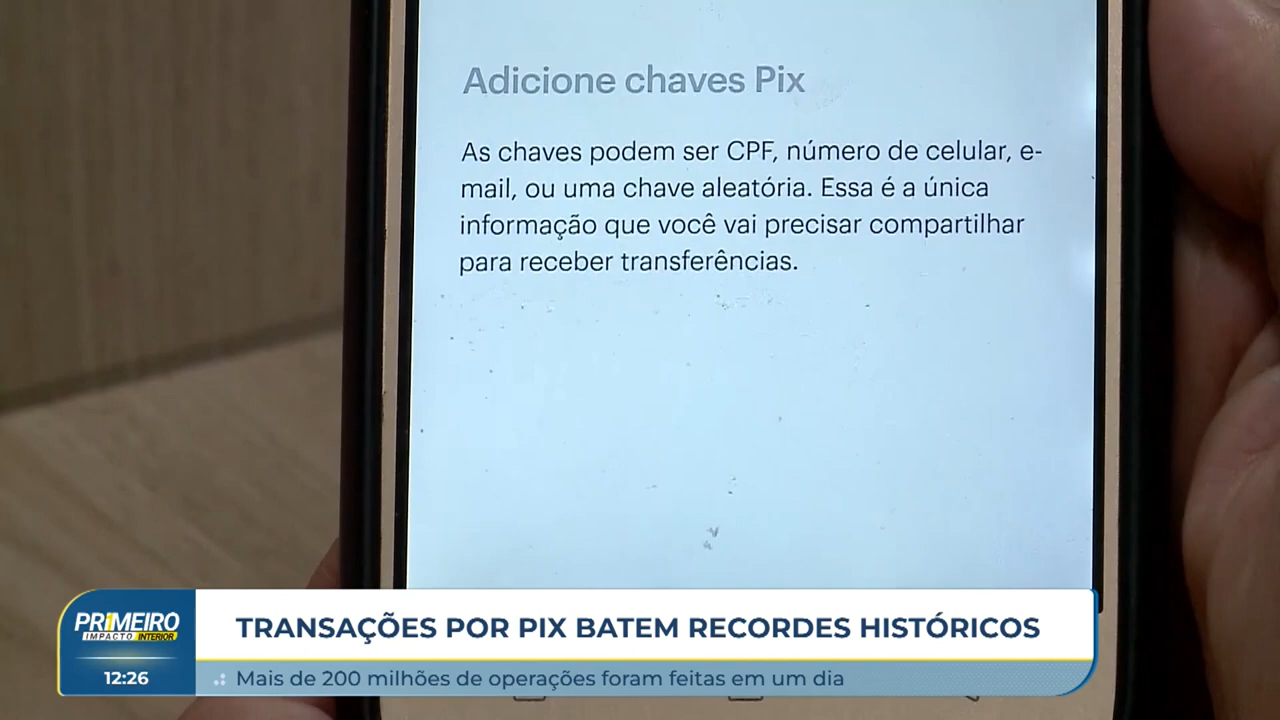 Adicione chaves Pix
As chaves podem ser CPF, número de celular, e-
mail, ou uma chave aleatória. Essa é a única
informação que você vai precisar compartilhar
para receber transferências.
PR1MEIRO
IMPACTO INTERIOR
12:26
TRANSAÇÕES POR PIX BATEM RECORDES HISTÓRICOS
Mais de 200 milhões de operações foram feitas em um dia